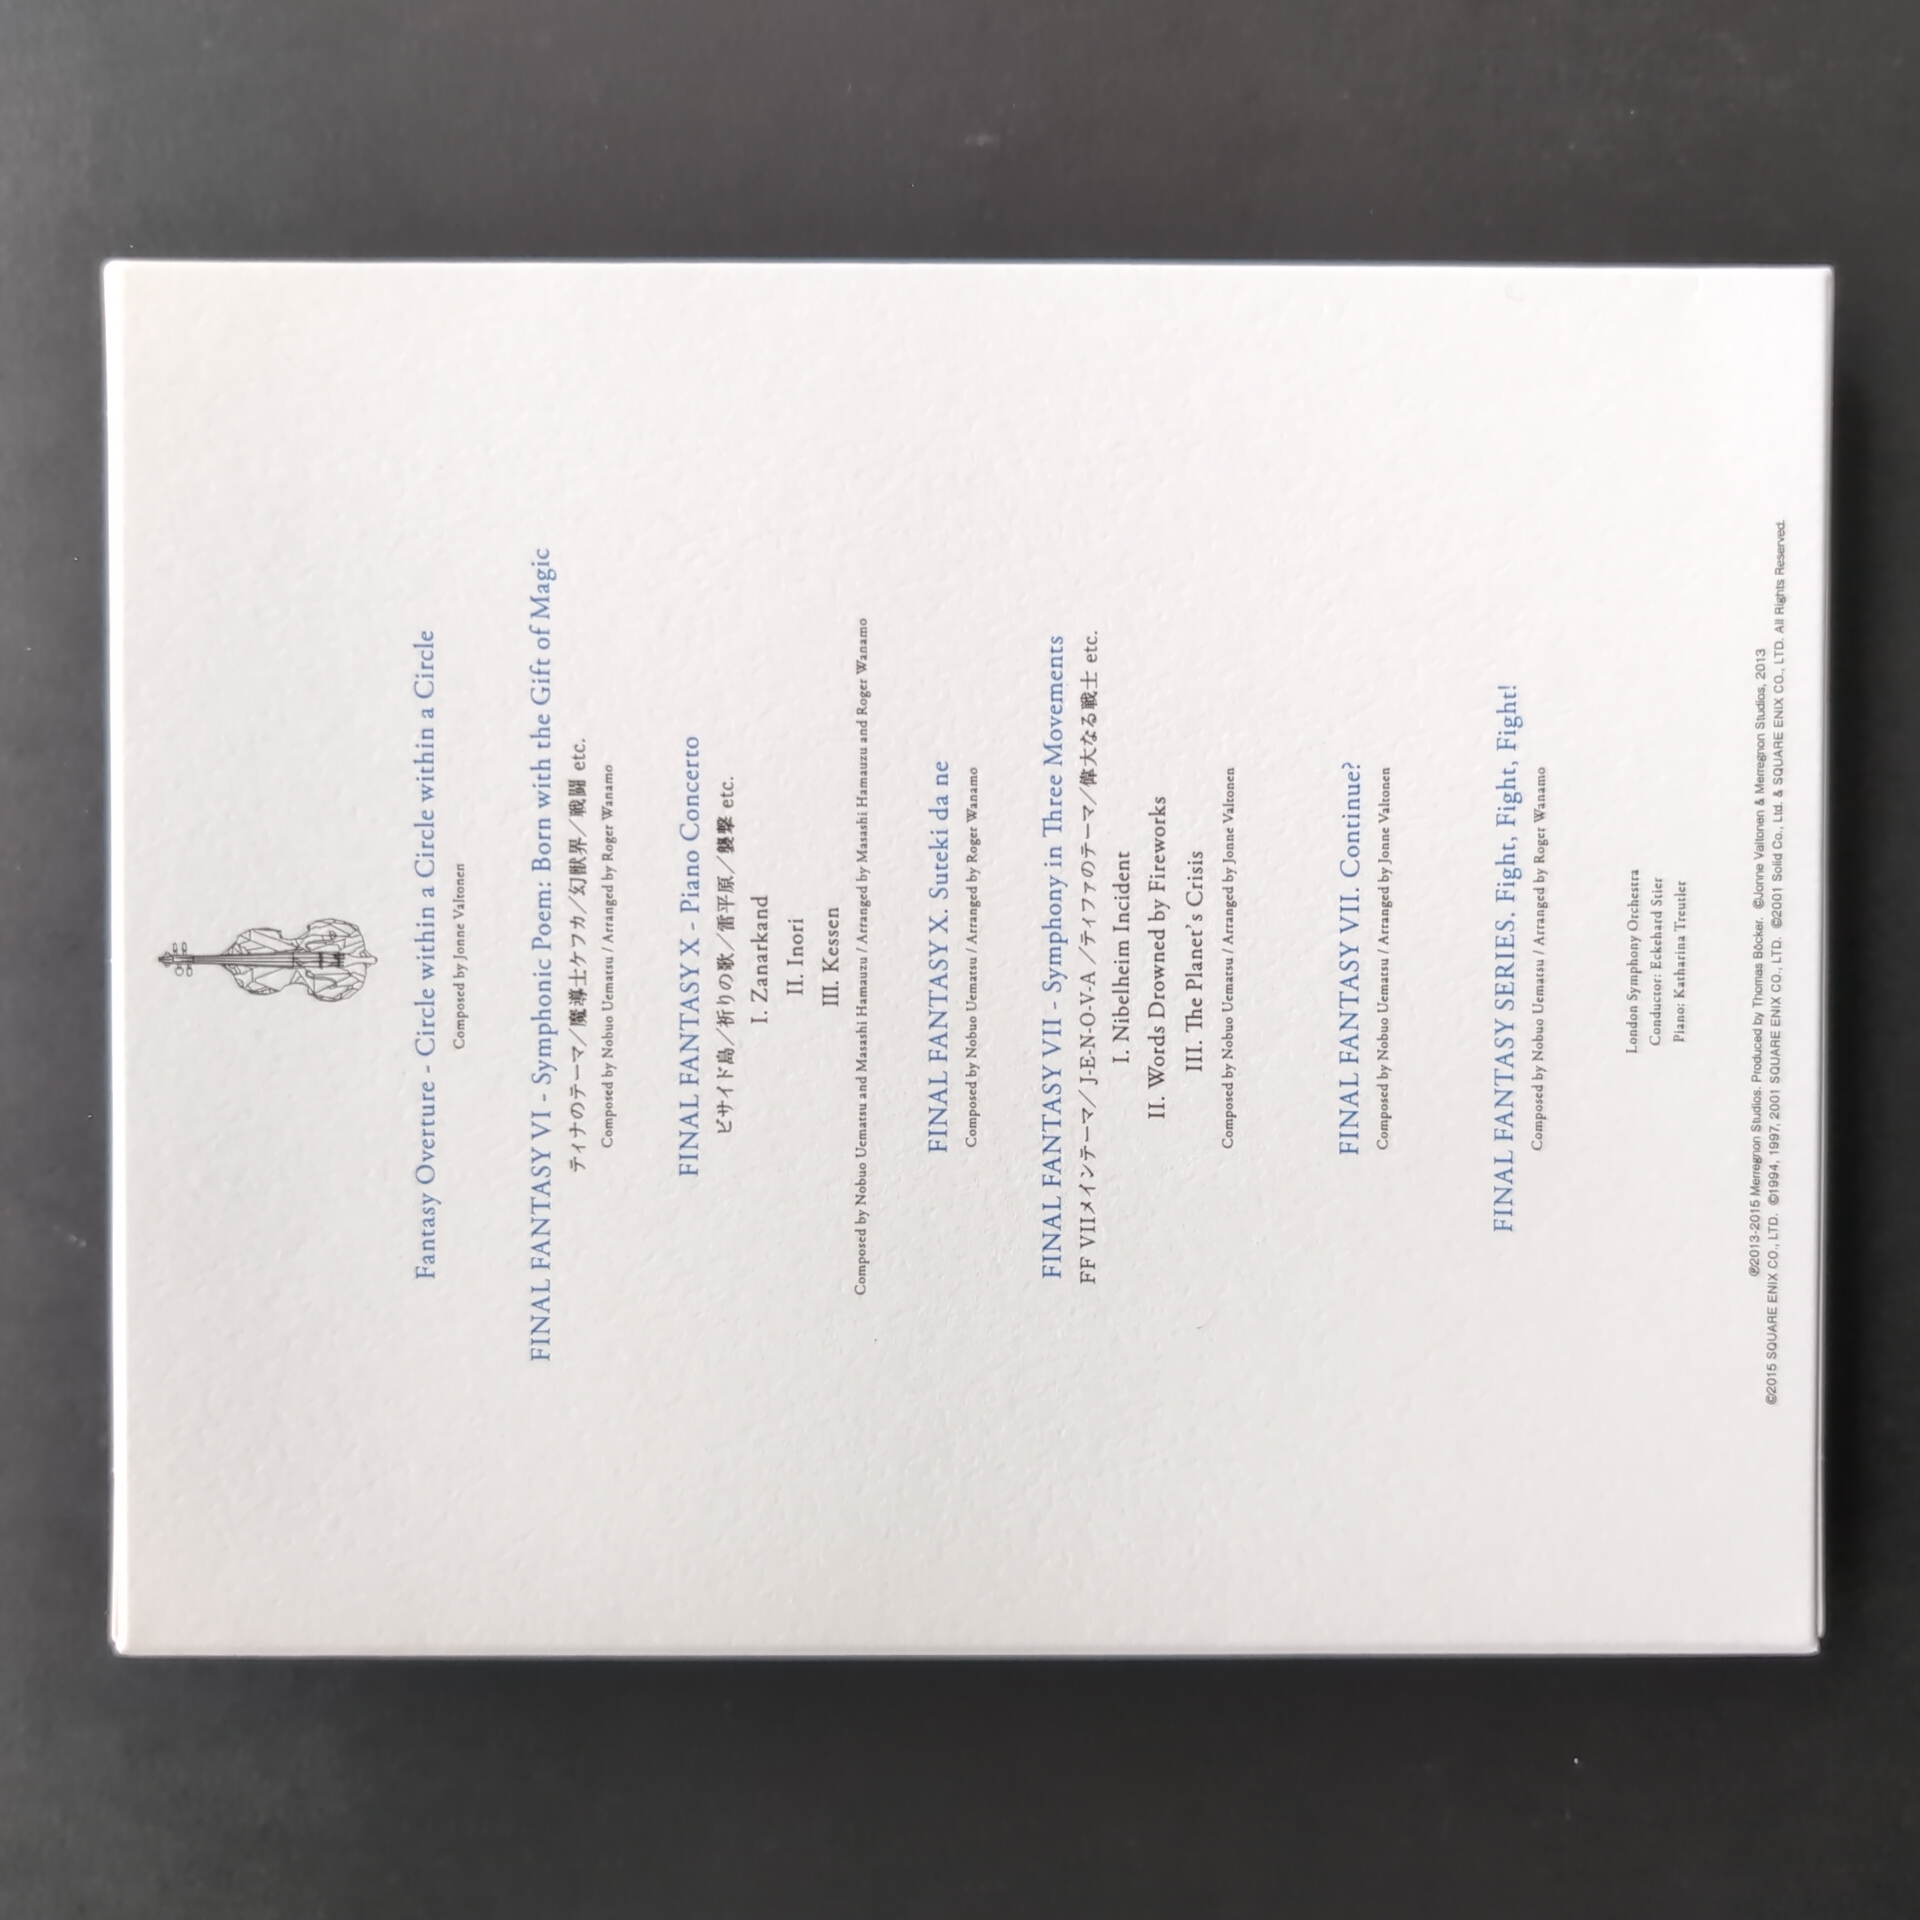 Fantasy Overture - Circle within a Circle within a Circle
Composed by Jonne Valtonen
FINAL FANTASY VI - Symphonic Poem: Born with the Gift of Magic
ティナのテーマ／魔導士ケフカ／幻獣界／戦闘 etc.
Composed by Nobuo Uematsu / Arranged by Roger Wanamo
FINAL FANTASY X - Piano Concerto
ビサイド島／祈りの歌／雷平原／襲撃 etc.
I. Zanarkand
II. Inori
III. Kessen
Composed by Nobuo Uematsu and Masashi Hamauzu / Arranged by Masashi Hamauzu and Roger Wanamo
FINAL FANTASY X. Suteki da ne
Composed by Nobuo Uematsu / Arranged by Roger Wanamo
FINAL FANTASY VII - Symphony in Three Movements
FF VIIメインテーマ／ J-E-N-O-V-A ／ティファのテーマ／偉大なる戦士 etc.
I. Nibelheim Incident
II. Words Drowned by Fireworks
III. The Planet's Crisis
Composed by Nobuo Uematsu / Arranged by Jonne Valtonen
FINAL FANTASY VII. Continue?
Composed by Nobuo Uematsu / Arranged by Jonne Valtonen
FINAL FANTASY SERIES. Fight, Fight, Fight!
Composed by Nobuo Uematsu / Arranged by Roger Wanamo
London Symphony Orchestra
Conductor: Eckehard Stier
Piano: Katharina Treutler
℗2013-2015 Merregnon Studios. Produced by Thomas Böcker. ©Jonne Valtonen & Merregnon Studios, 2013
©2015 SQUARE ENIX CO., LTD. ©1994, 1997, 2001 SQUARE ENIX CO., LTD. ©2001 Solid Co., Ltd. & SQUARE ENIX CO., LTD. All Rights Reserved.